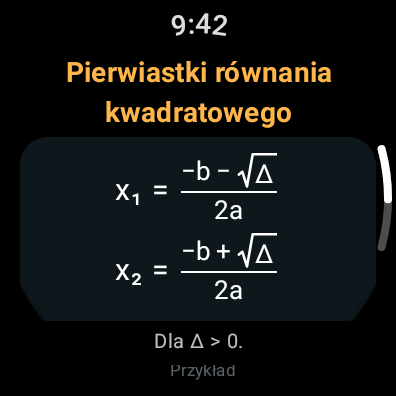 9:42
Pierwiastki równania
kwadratowego
x₁ = (-b - √Δ) / 2a
x₂ = (-b + √Δ) / 2a
Dla Δ > 0.
Przykład